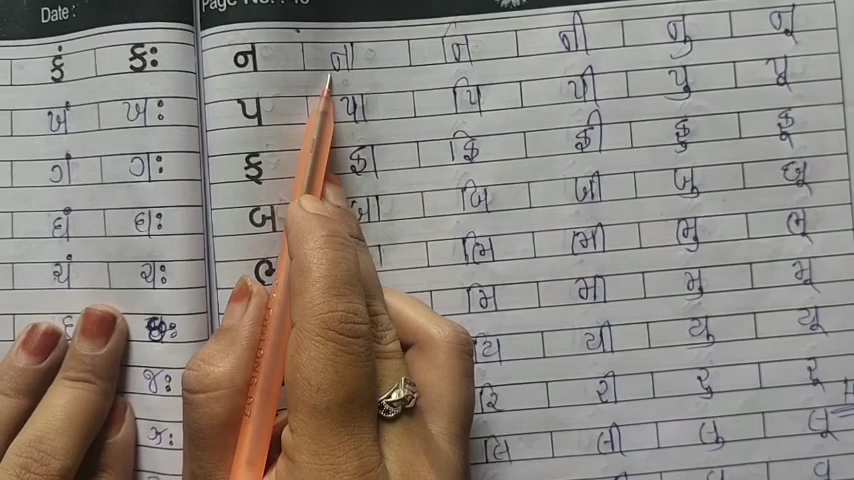 Date:
Page No.:
કં કઃ
ખં ખઃ
ગં ગઃ
ઘં ઘઃ
ચં ચઃ
છઃ
જઃ
ઝઃ
ન ના નિ ની નુ નૂ
પ પા પિ પી પુ પૂ
ફ ફા ફિ ફી ફુ ફૂ
બ બા બિ બી બુ બૂ
ભિ ભી ભુ ભૂ
મિ મી મુ મૂ
યિ યી યુ યૂ
રિ રી રુ રૂ
લિ લી લુ લૂ